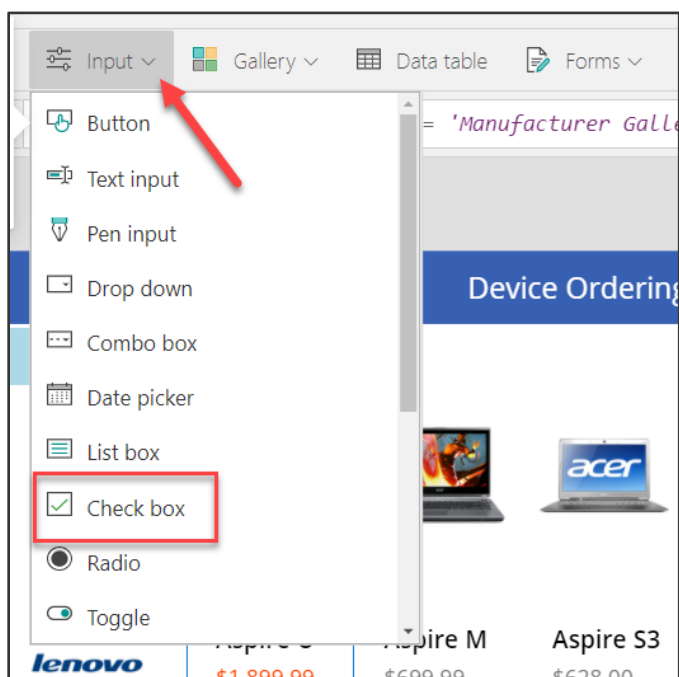 Input Gallery Data table Forms
Button
= 'Manufacturer Galle
Text input
Pen input
Drop down
Device Ordering
Combo box
Date picker
List box
acer
Check box
Radio
Toggle
Aspire M Aspire S3
lenovo
$1,899.99 $699.99 $628.00